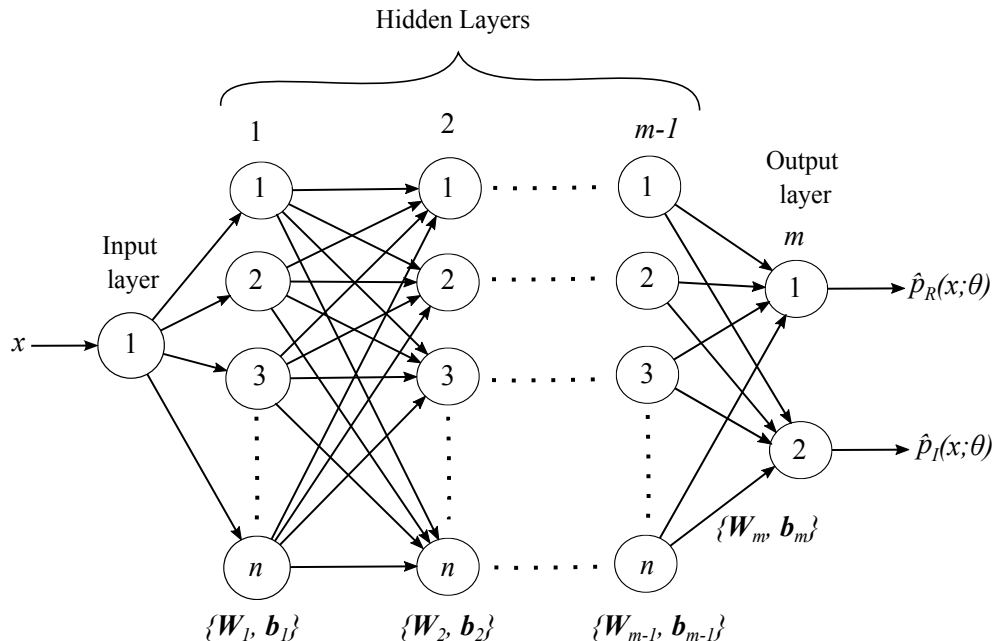 Hidden Layers
1
2
m-1
Output
layer
m
Input
layer
x
1
1
2
3
n
1
2
3
n
1
2
3
n
1
2
p̂_R(x;θ)
p̂_I(x;θ)
{W_1, b_1}
{W_2, b_2}
{W_{m-1}, b_{m-1}}
{W_m, b_m}